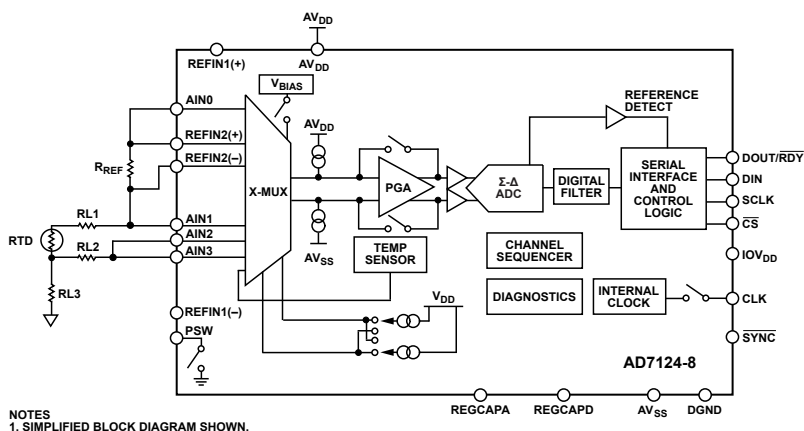 AVDD
REFIN1(+)
AVDD
VBIAS
AIN0
REFIN2(+)
REFIN2(–)
RREF
X-MUX
AVDD
AVSS
PGA
Σ-Δ
ADC
DIGITAL
FILTER
REFERENCE
DETECT
SERIAL
INTERFACE
AND
CONTROL
LOGIC
DOUT/RDY
DIN
SCLK
CS
IOVDD
CLK
SYNC
RTD
RL1
RL2
RL3
AIN1
AIN2
AIN3
TEMP
SENSOR
CHANNEL
SEQUENCER
DIAGNOSTICS
INTERNAL
CLOCK
VDD
REFIN1(–)
PSW
AD7124-8
REGCAPA
REGCAPD
AVSS
DGND
NOTES
1. SIMPLIFIED BLOCK DIAGRAM SHOWN.